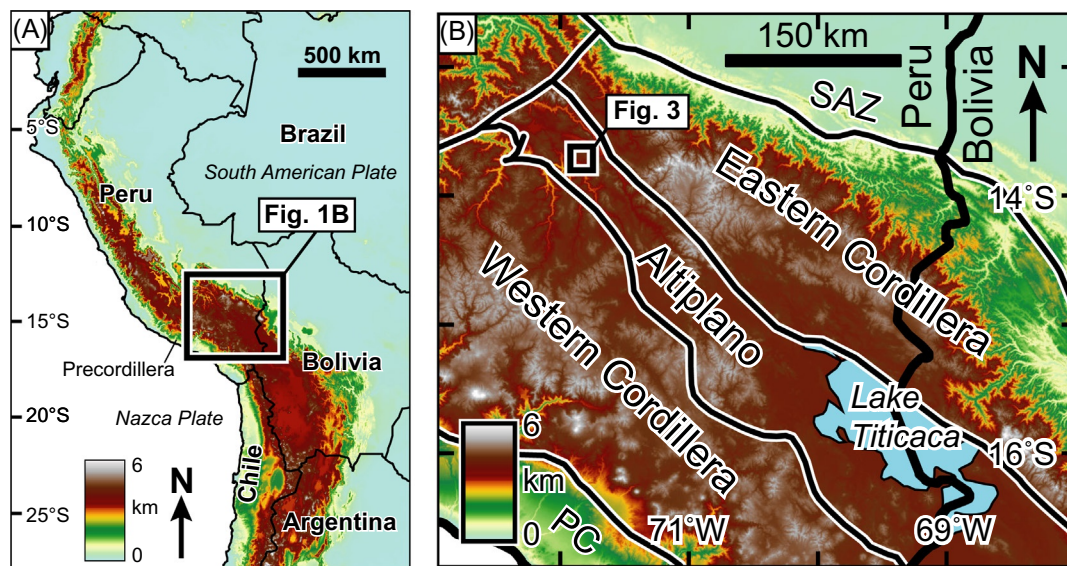 (A)
500 km
5°S
Brazil
South American Plate
Peru
Fig. 1B
10°S
15°S
Precordillera
Bolivia
Nazca Plate
20°S
6
km
0
N
Chile
25°S
Argentina
(B)
150 km
Peru
Bolivia
N
SAZ
Fig. 3
14°S
Eastern Cordillera
Altiplano
Western Cordillera
Lake
Titicaca
6
km
0
16°S
PC
71°W
69°W